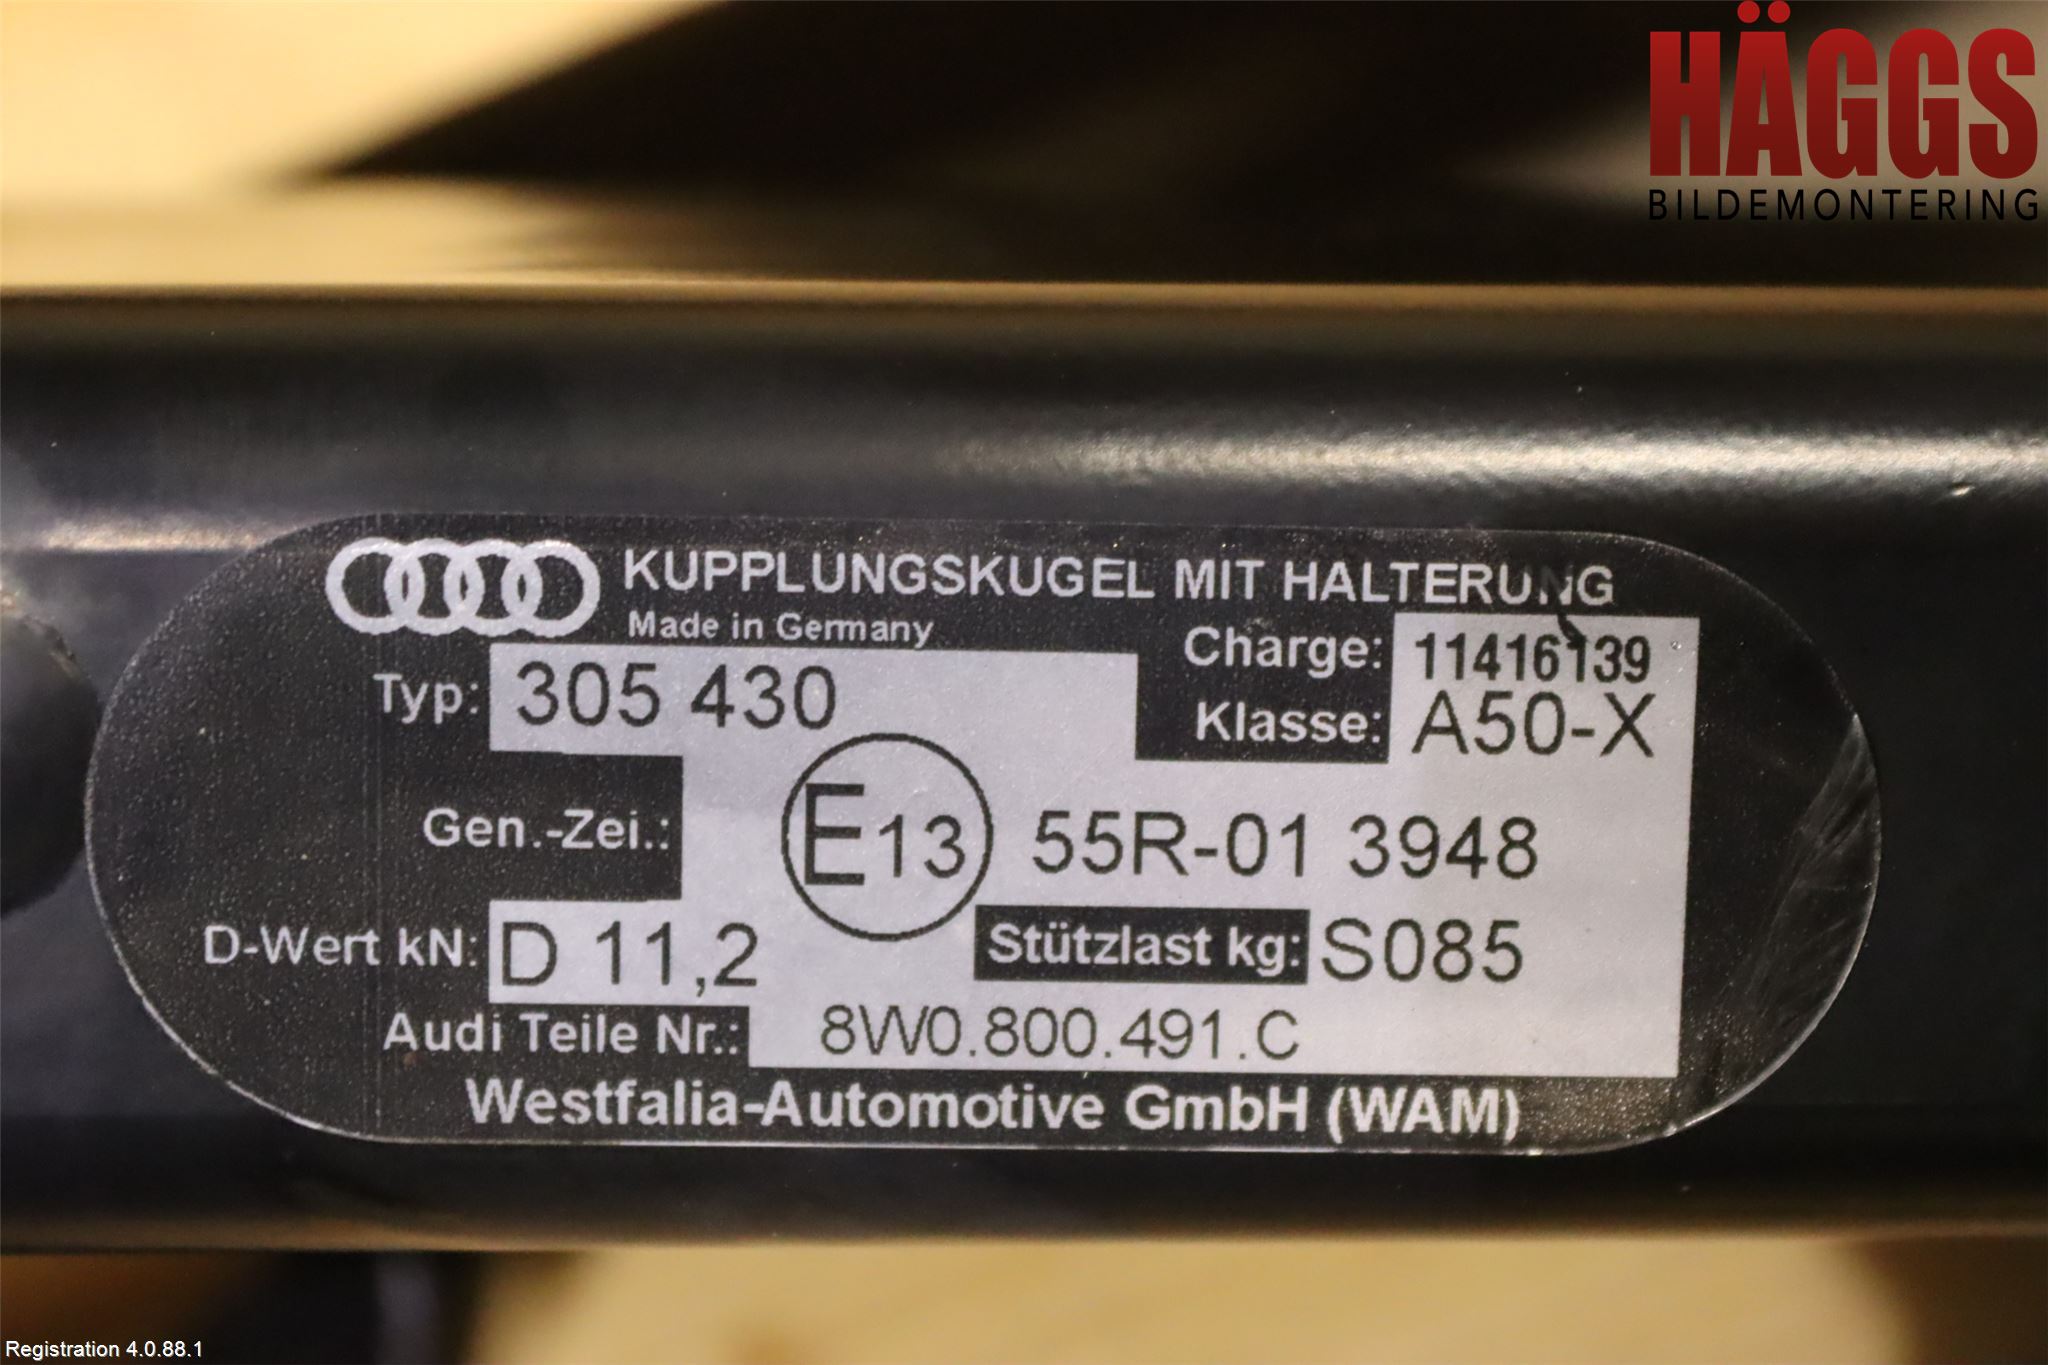 HÄGGS
BILDEMONTERING
KUPPLUNGSKUGEL MIT HALTERUNG
Made in Germany
Charge: 11416139
Typ: 305 430
Klasse: A50-X
Gen.-Zei.: E13 55R-01 3948
D-Wert kN: D 11,2 Stützlast kg: S085
Audi Teile Nr.: 8W0.800.491.C
Westfalia-Automotive GmbH (WAM)
Registration 4.0.88.1